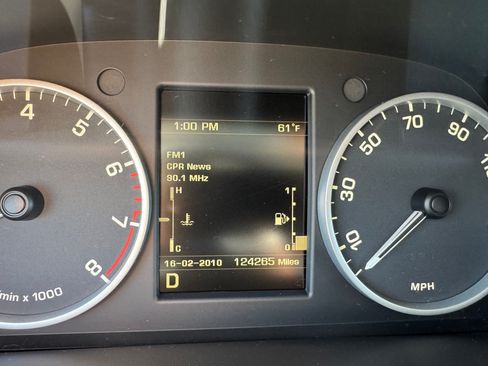 1:00 PM 61°F
FM1
CPR News
90.1 MHz
H 1
C 0
16-02-2010 124265 Miles
D
4
5
6
7
8
/min x 1000
10
30
50
70
90
MPH